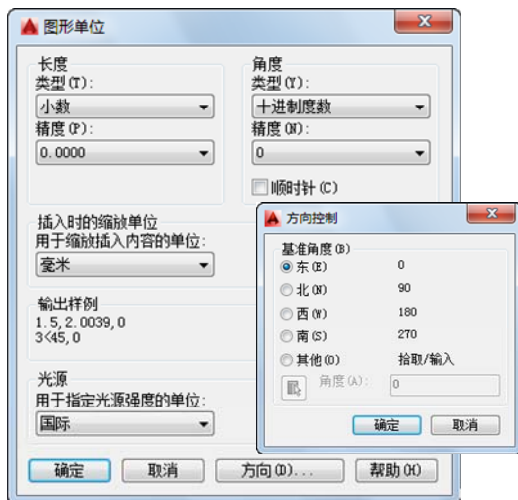 图形单位
长度
类型(T):
小数
精度(P):
0.0000
角度
类型(Y):
十进制度数
精度(N):
0
顺时针(C)
插入时的缩放单位
用于缩放插入内容的单位:
毫米
输出样例
1.5,2.0039,0
3<45,0
光源
用于指定光源强度的单位:
国际
确定 取消 方向(D)... 帮助(H)
方向控制
基准角度(B)
东(E) 0
北(N) 90
西(W) 180
南(S) 270
其他(O) 拾取/输入
角度(A): 0
确定 取消